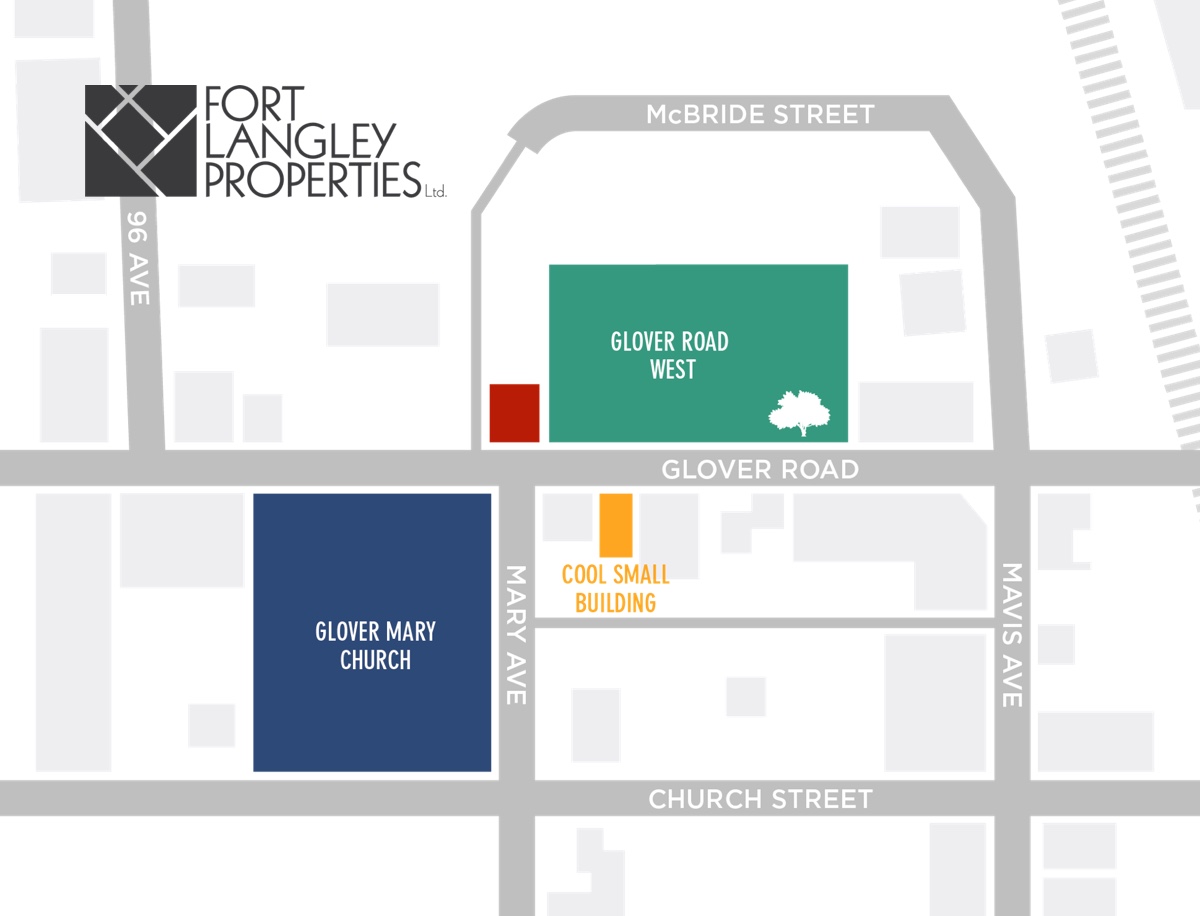 FORT
LANGLEY
PROPERTIES Ltd.
McBRIDE STREET
96 AVE
GLOVER ROAD
WEST
GLOVER ROAD
COOL SMALL
BUILDING
MARY AVE
MAVIS AVE
GLOVER MARY
CHURCH
CHURCH STREET